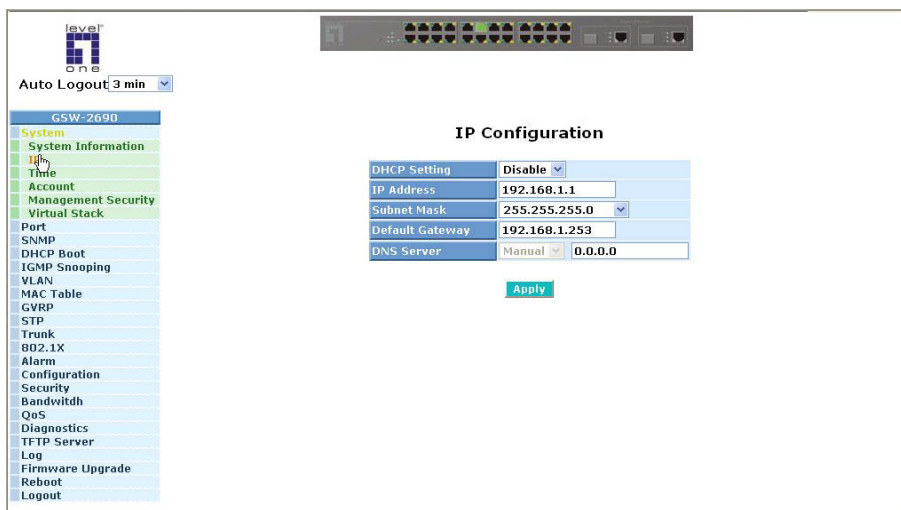 level
one
Auto Logout 3 min
GSW-2690
System
System Information
Time
Account
Management Security
Virtual Stack
Port
SNMP
DHCP Boot
IGMP Snooping
VLAN
MAC Table
GVRP
STP
Trunk
802.1X
Alarm
Configuration
Security
Bandwitdh
QoS
Diagnostics
TFTP Server
Log
Firmware Upgrade
Reboot
Logout
IP Configuration
DHCP Setting Disable
IP Address 192.168.1.1
Subnet Mask 255.255.255.0
Default Gateway 192.168.1.253
DNS Server Manual 0.0.0.0
Apply